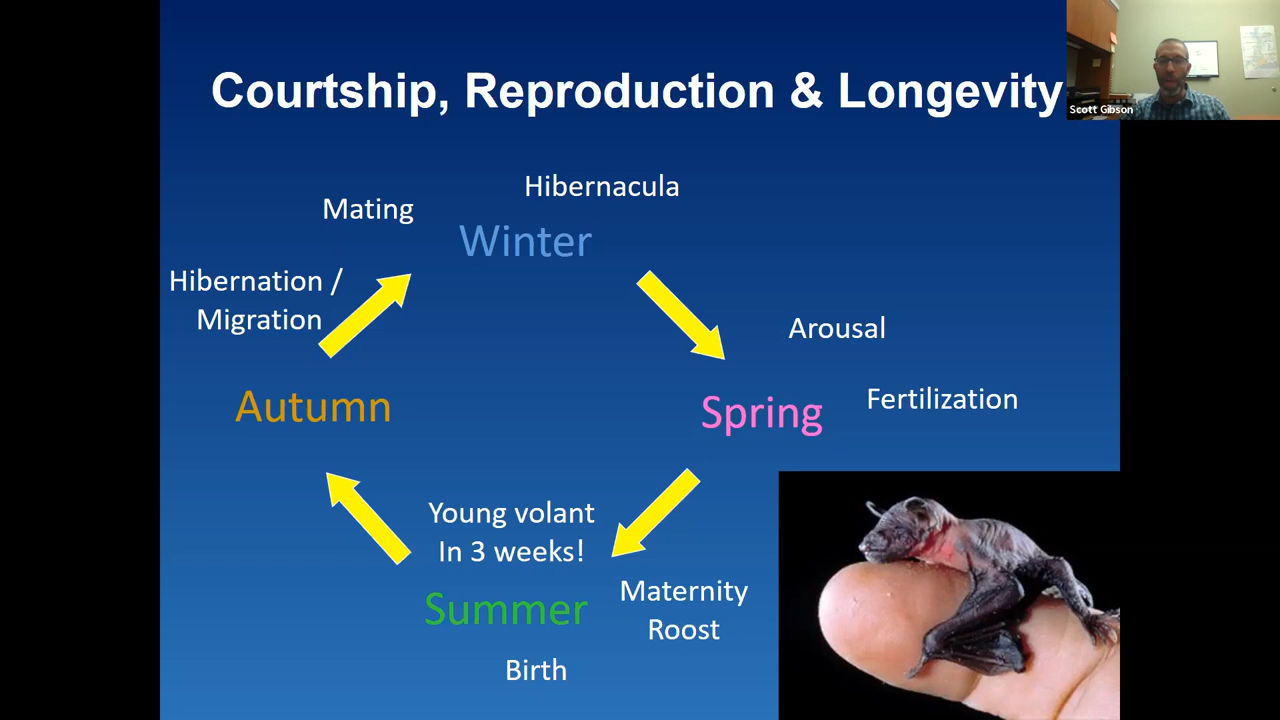 Courtship, Reproduction & Longevity
Scott Gibson
Hibernacula
Mating
Winter
Hibernation /
Migration
Arousal
Fertilization
Autumn
Spring
Young volant
In 3 weeks!
Summer
Maternity
Roost
Birth